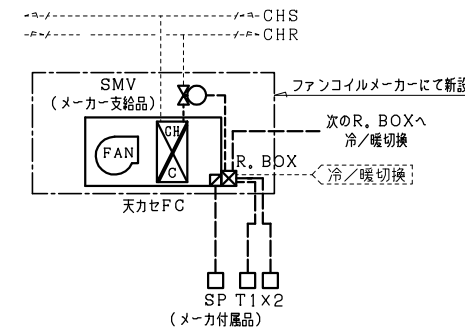 CHS
CHR
SMV
(メーカー支給品)
ファンコイルメーカーにて新設
次のR。BOXへ
冷/暖切換
CH
FAN
C
R。BOX
冷/暖切換
天カセFC
SP T1×2
(メーカ付属品)